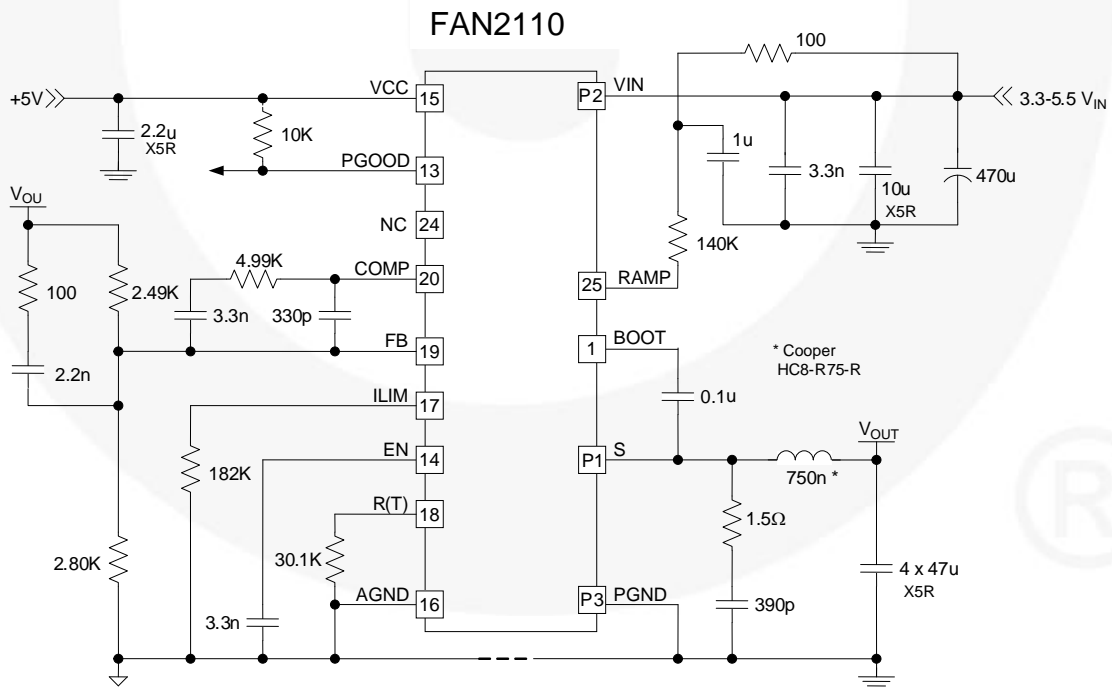 FAN2110
100
VCC
15
P2
VIN
+5V
3.3-5.5 VIN
2.2u
X5R
10K
1u
3.3n
10u
X5R
470u
PGOOD
13
VOU
NC
24
140K
4.99K
COMP
20
25
RAMP
100
2.49K
3.3n
330p
1
BOOT
FB
19
* Cooper
HC8-R75-R
2.2n
0.1u
ILIM
17
VOUT
EN
14
P1
S
182K
750n *
R(T)
18
1.5Ω
2.80K
30.1K
4 x 47u
X5R
AGND
16
P3
PGND
390p
3.3n
®